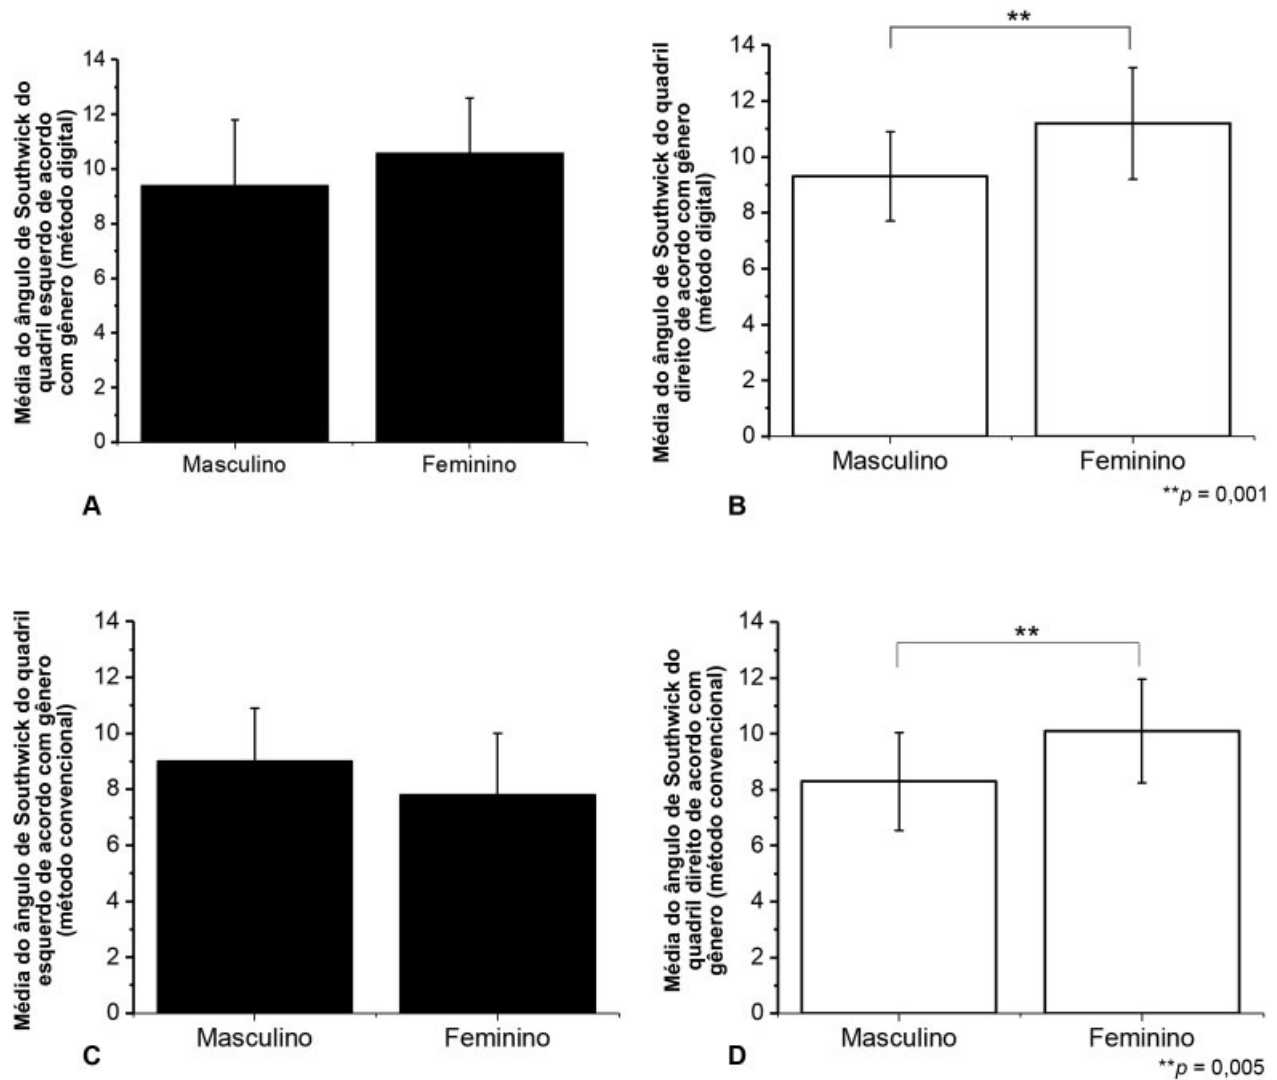 Média do ângulo de Southwick do
quadril esquerdo de acordo
com gênero (método digital)
14
12
10
8
6
4
2
0
Masculino
Feminino
A
Média do ângulo de Southwick do quadril
direito de acordo com gênero
(método digital)
14
12
10
8
6
4
2
0
**
Masculino
Feminino
**p = 0,001
B
Média do ângulo de Southwick do quadril
esquerdo de acordo com gênero
(método convencional)
14
12
10
8
6
4
2
0
Masculino
Feminino
C
Média do ângulo de Southwick do
quadril direito de acordo com
gênero (método convencional)
14
12
10
8
6
4
2
0
**
Masculino
Feminino
D
**p = 0,005